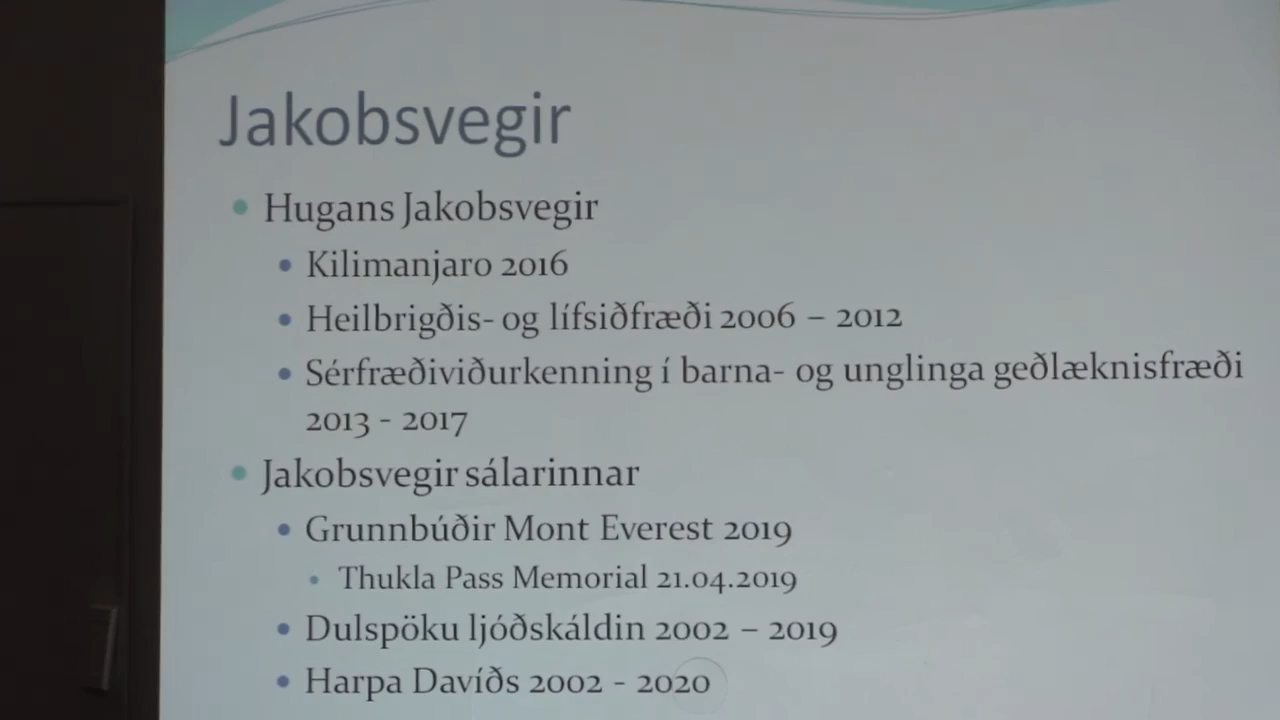 Jakobsvegir
Hugans Jakobsvegir
Kilimanjaro 2016
Heilbrigðis- og lífsiðfræði 2006 – 2012
Sérfræðiviðurkenning í barna- og unglinga geðlæknisfræði
2013 - 2017
Jakobsvegir sálarinnar
Grunnbúðir Mont Everest 2019
Thukla Pass Memorial 21.04.2019
Dulspöku ljóðskáldin 2002 – 2019
Harpa Davíðs 2002 - 2020